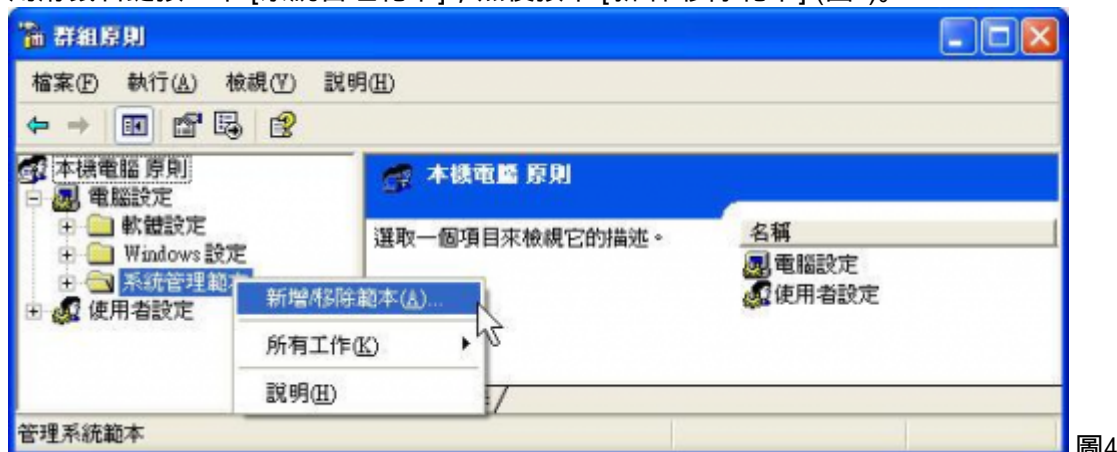 群組原則
檔案(F) 執行(A) 檢視(V) 說明(H)
本機電腦 原則
電腦設定
軟體設定
Windows 設定
系統管理範本
使用者設定
新增/移除範本(A)...
所有工作(K)
說明(H)
本機電腦 原則
選取一個項目來檢視它的描述。
名稱
電腦設定
使用者設定
管理系統範本
圖4